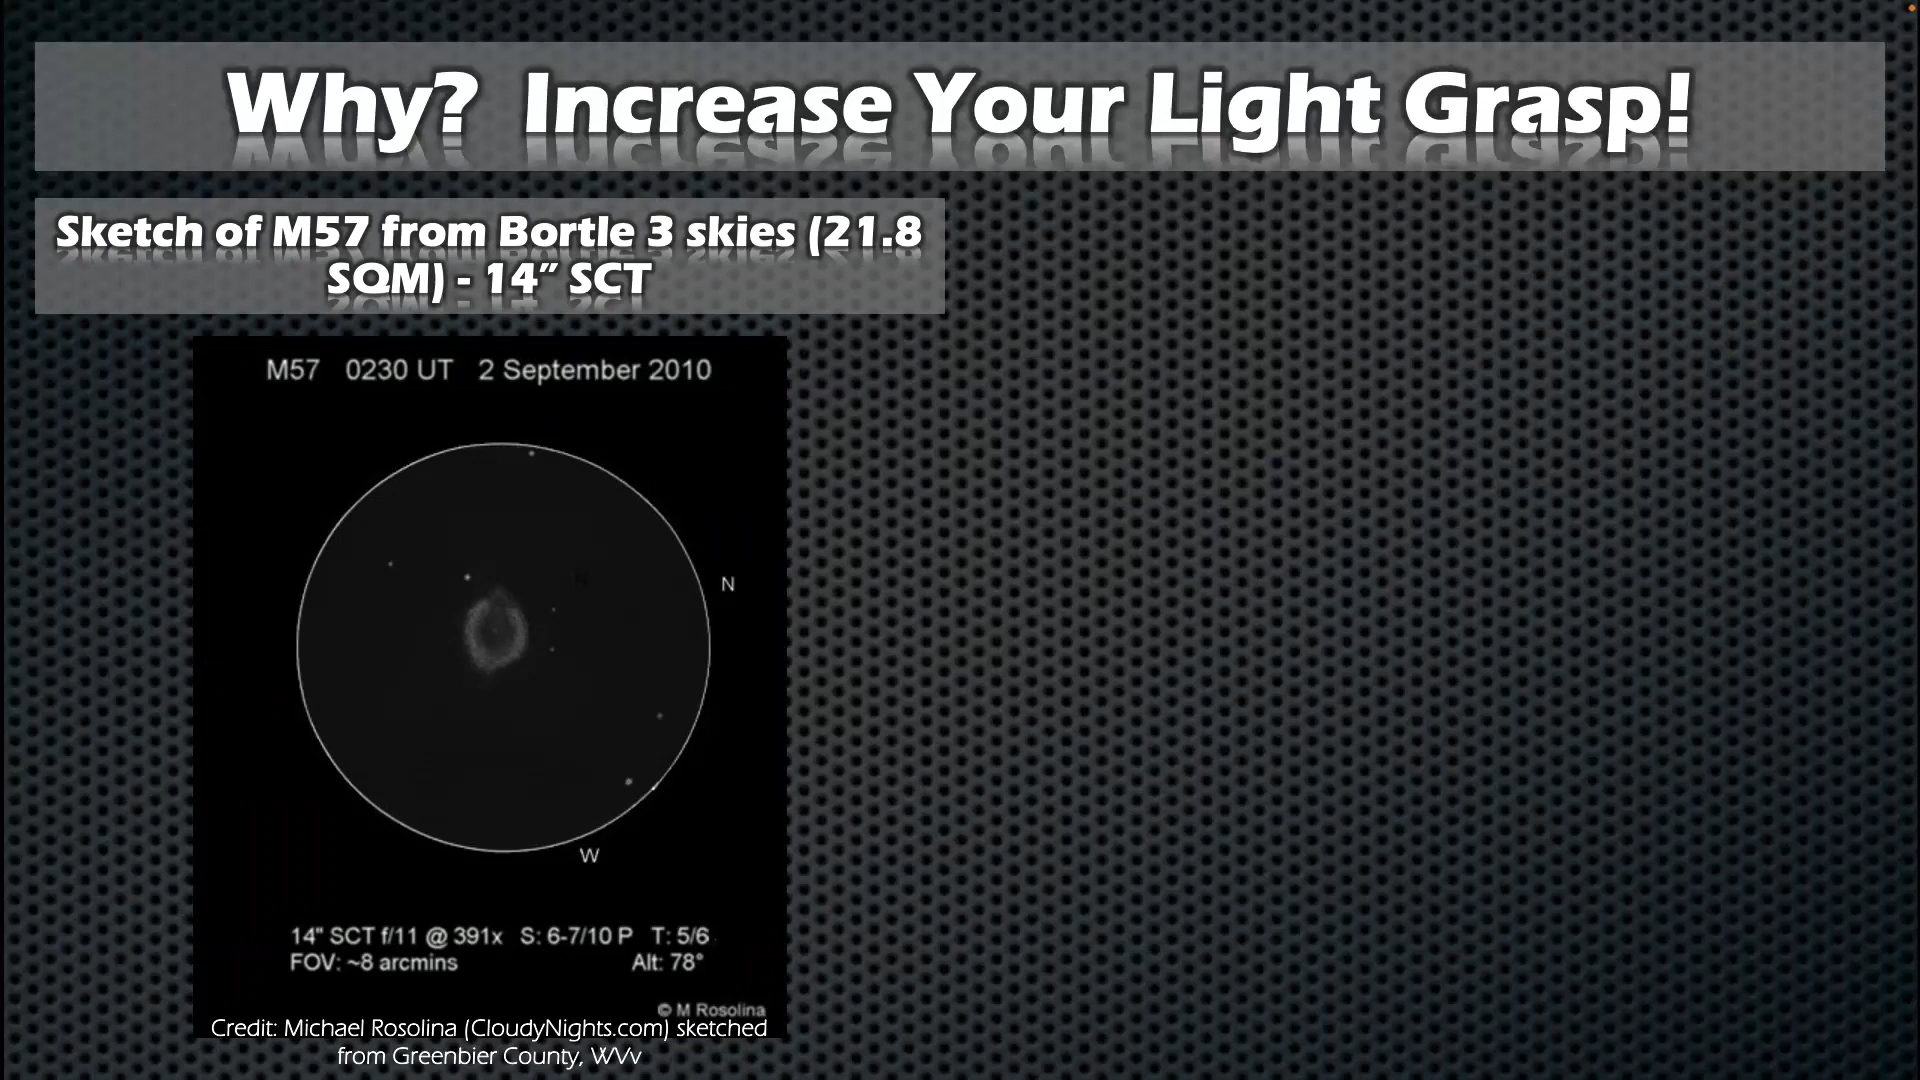 Why? Increase Your Light Grasp!
Sketch of M57 from Bortle 3 skies (21.8
SQM) - 14” SCT
M57 0230 UT 2 September 2010
N
W
14" SCT f/11 @ 391x S: 6-7/10 P T: 5/6
FOV: ~8 arcmins Alt: 78°
© M Rosolina
Credit: Michael Rosolina (CloudyNights.com) sketched
from Greenbier County, WVv